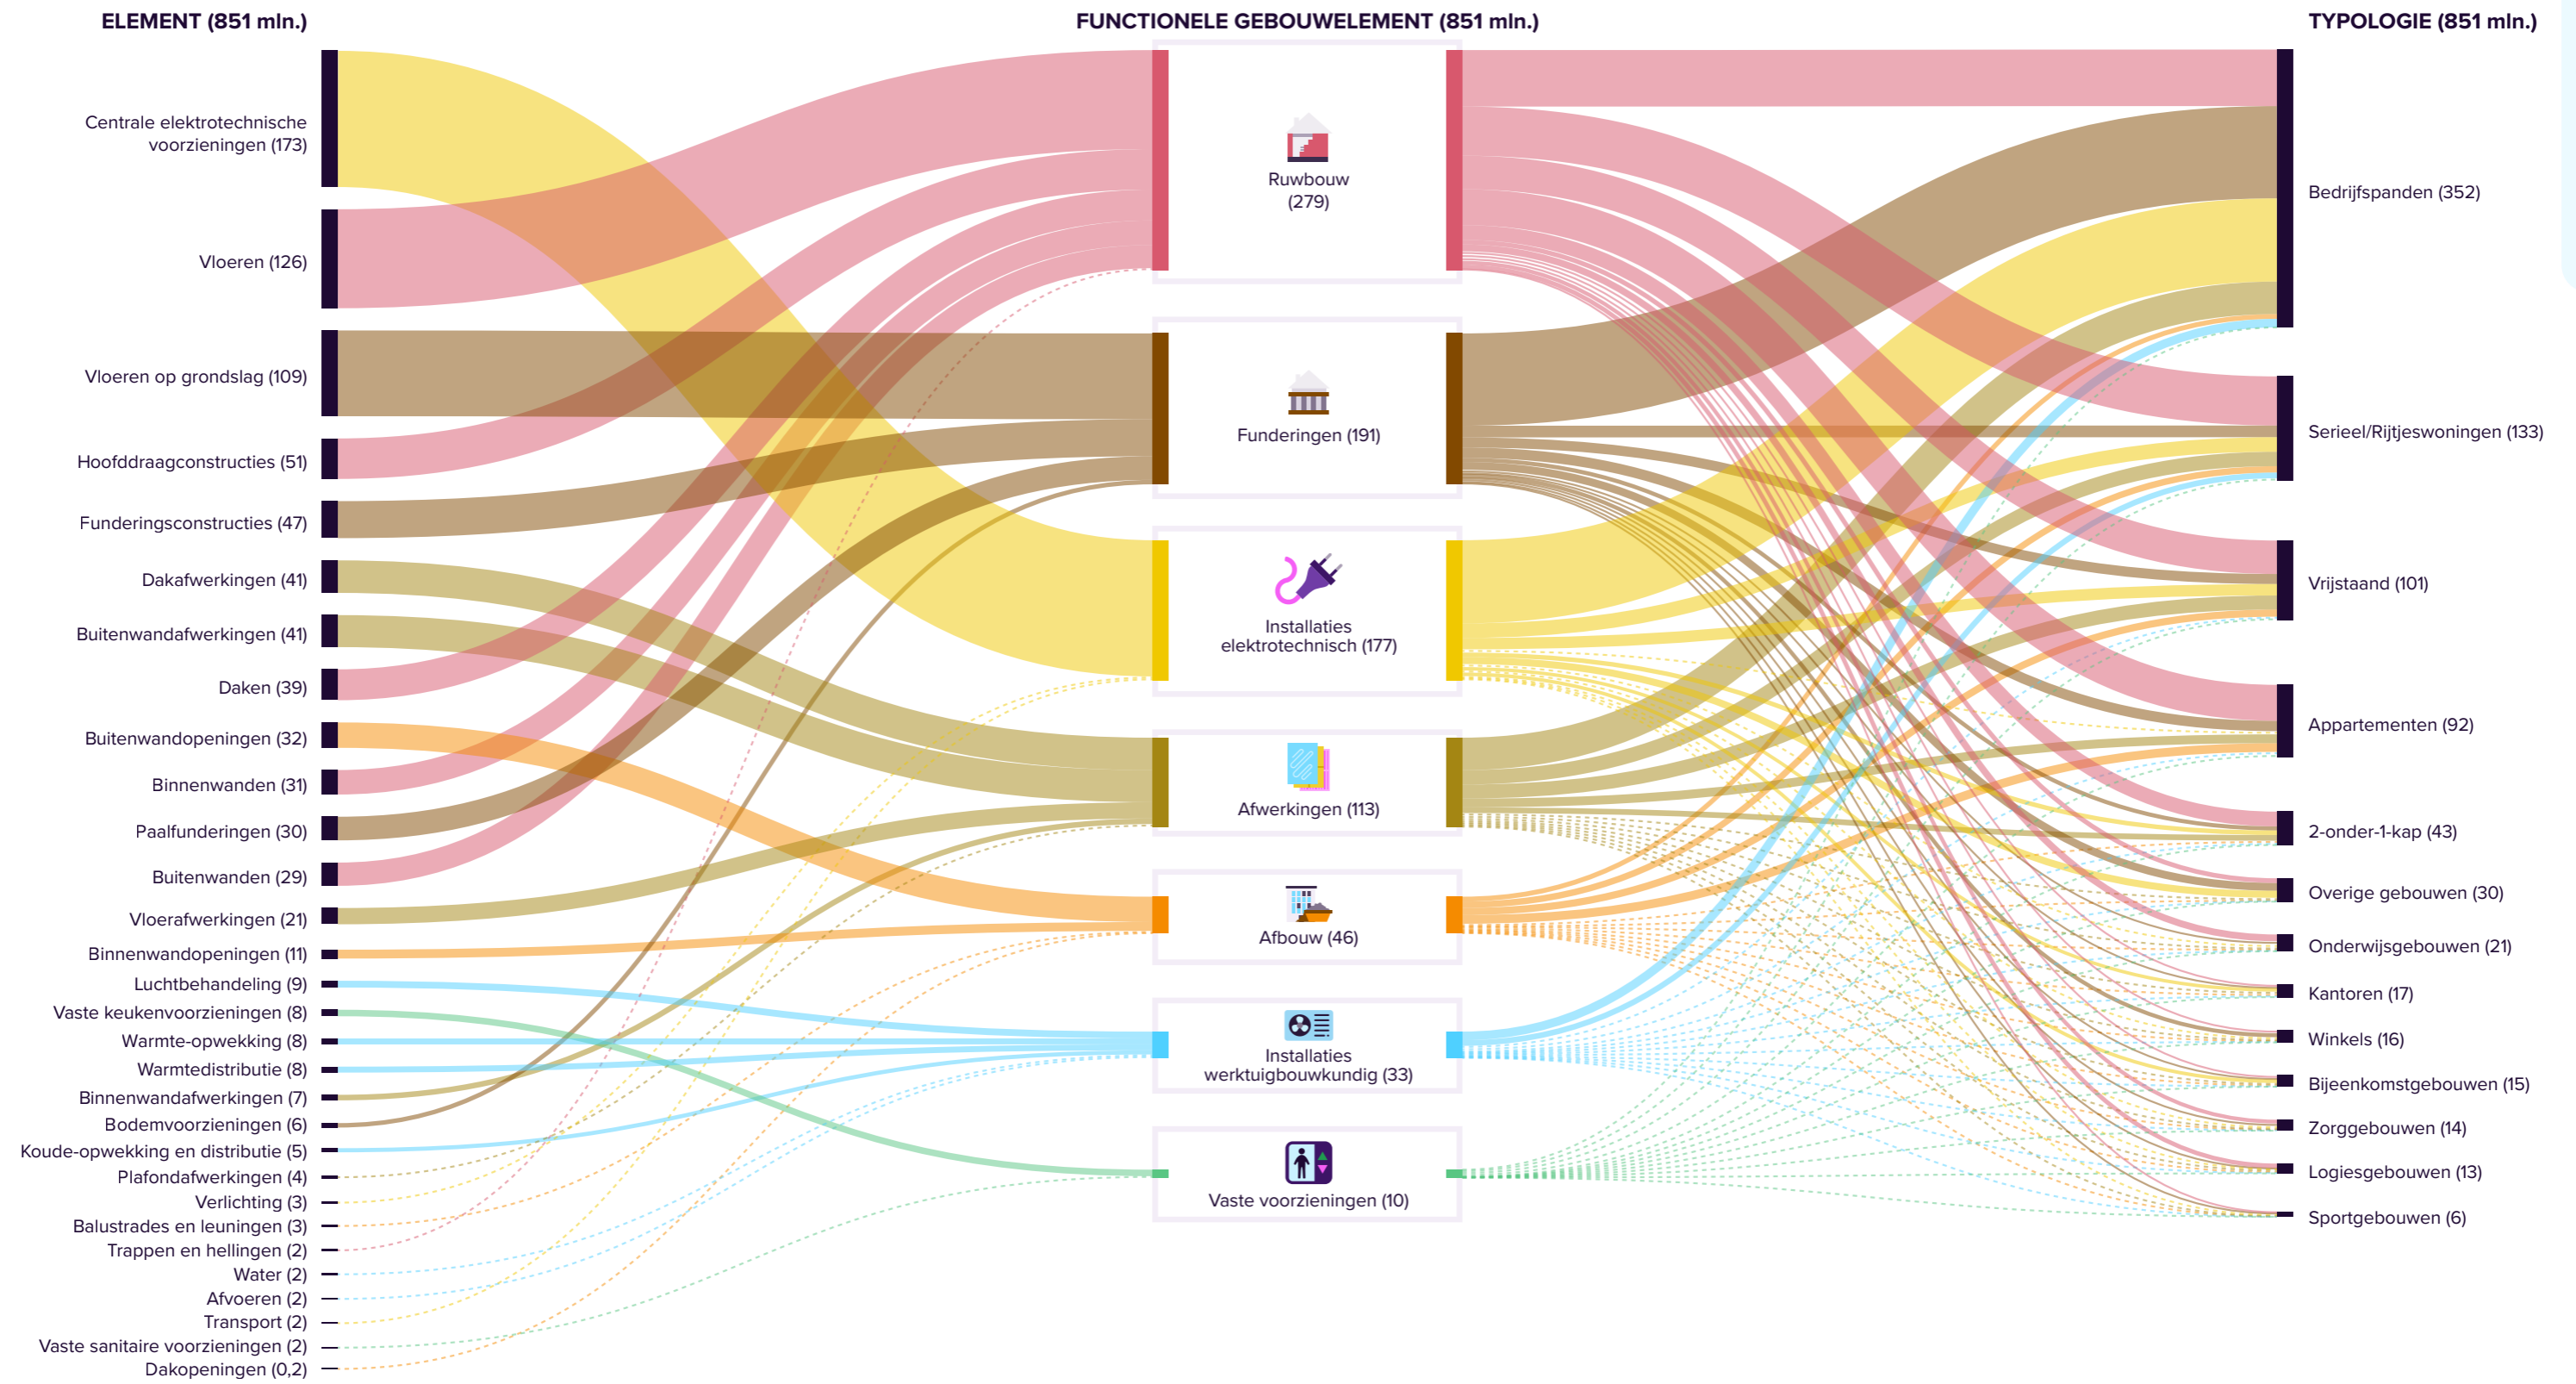 ELEMENT (851 mln.)
Centrale elektrotechnische
voorzieningen (173)
Vloeren (126)
Vloeren op grondslag (109)
Hoofddraagconstructies (51)
Funderingsconstructies (47)
Dakafwerkingen (41)
Buitenwandafwerkingen (41)
Daken (39)
Buitenwandopeningen (32)
Binnenwanden (31)
Paalfunderingen (30)
Buitenwanden (29)
Vloerafwerkingen (21)
Binnenwandopeningen (11)
Luchtbehandeling (9)
Vaste keukenvoorzieningen (8)
Warmte-opwekking (8)
Warmtedistributie (8)
Binnenwandafwerkingen (7)
Bodemvoorzieningen (6)
Koude-opwekking en distributie (5)
Plafondafwerkingen (4)
Verlichting (3)
Balustrades en leuningen (3)
Trappen en hellingen (2)
Water (2)
Afvoeren (2)
Transport (2)
Vaste sanitaire voorzieningen (2)
Dakopeningen (0,2)
FUNCTIONELE GEBOUWELEMENT (851 mln.)
Ruwbouw
(279)
Funderingen (191)
Installaties
elektrotechnisch (177)
Afwerkingen (113)
Afbouw (46)
Installaties
werktuigbouwkundig (33)
Vaste voorzieningen (10)
TYPOLOGIE (851 mln.)
Bedrijfspanden (352)
Serieel/Rijtjeswoningen (133)
Vrijstaand (101)
Appartementen (92)
2-onder-1-kap (43)
Overige gebouwen (30)
Onderwijsgebouwen (21)
Kantoren (17)
Winkels (16)
Bijeenkomstgebouwen (15)
Zorggebouwen (14)
Logiesgebouwen (13)
Sportgebouwen (6)